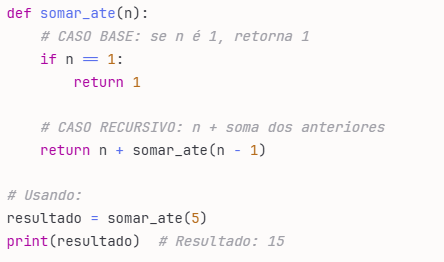 def somar_ate(n):
    # CASO BASE: se n é 1, retorna 1
    if n == 1:
        return 1
    # CASO RECURSIVO: n + soma dos anteriores
    return n + somar_ate(n - 1)
# Usando:
resultado = somar_ate(5)
print(resultado)  # Resultado: 15